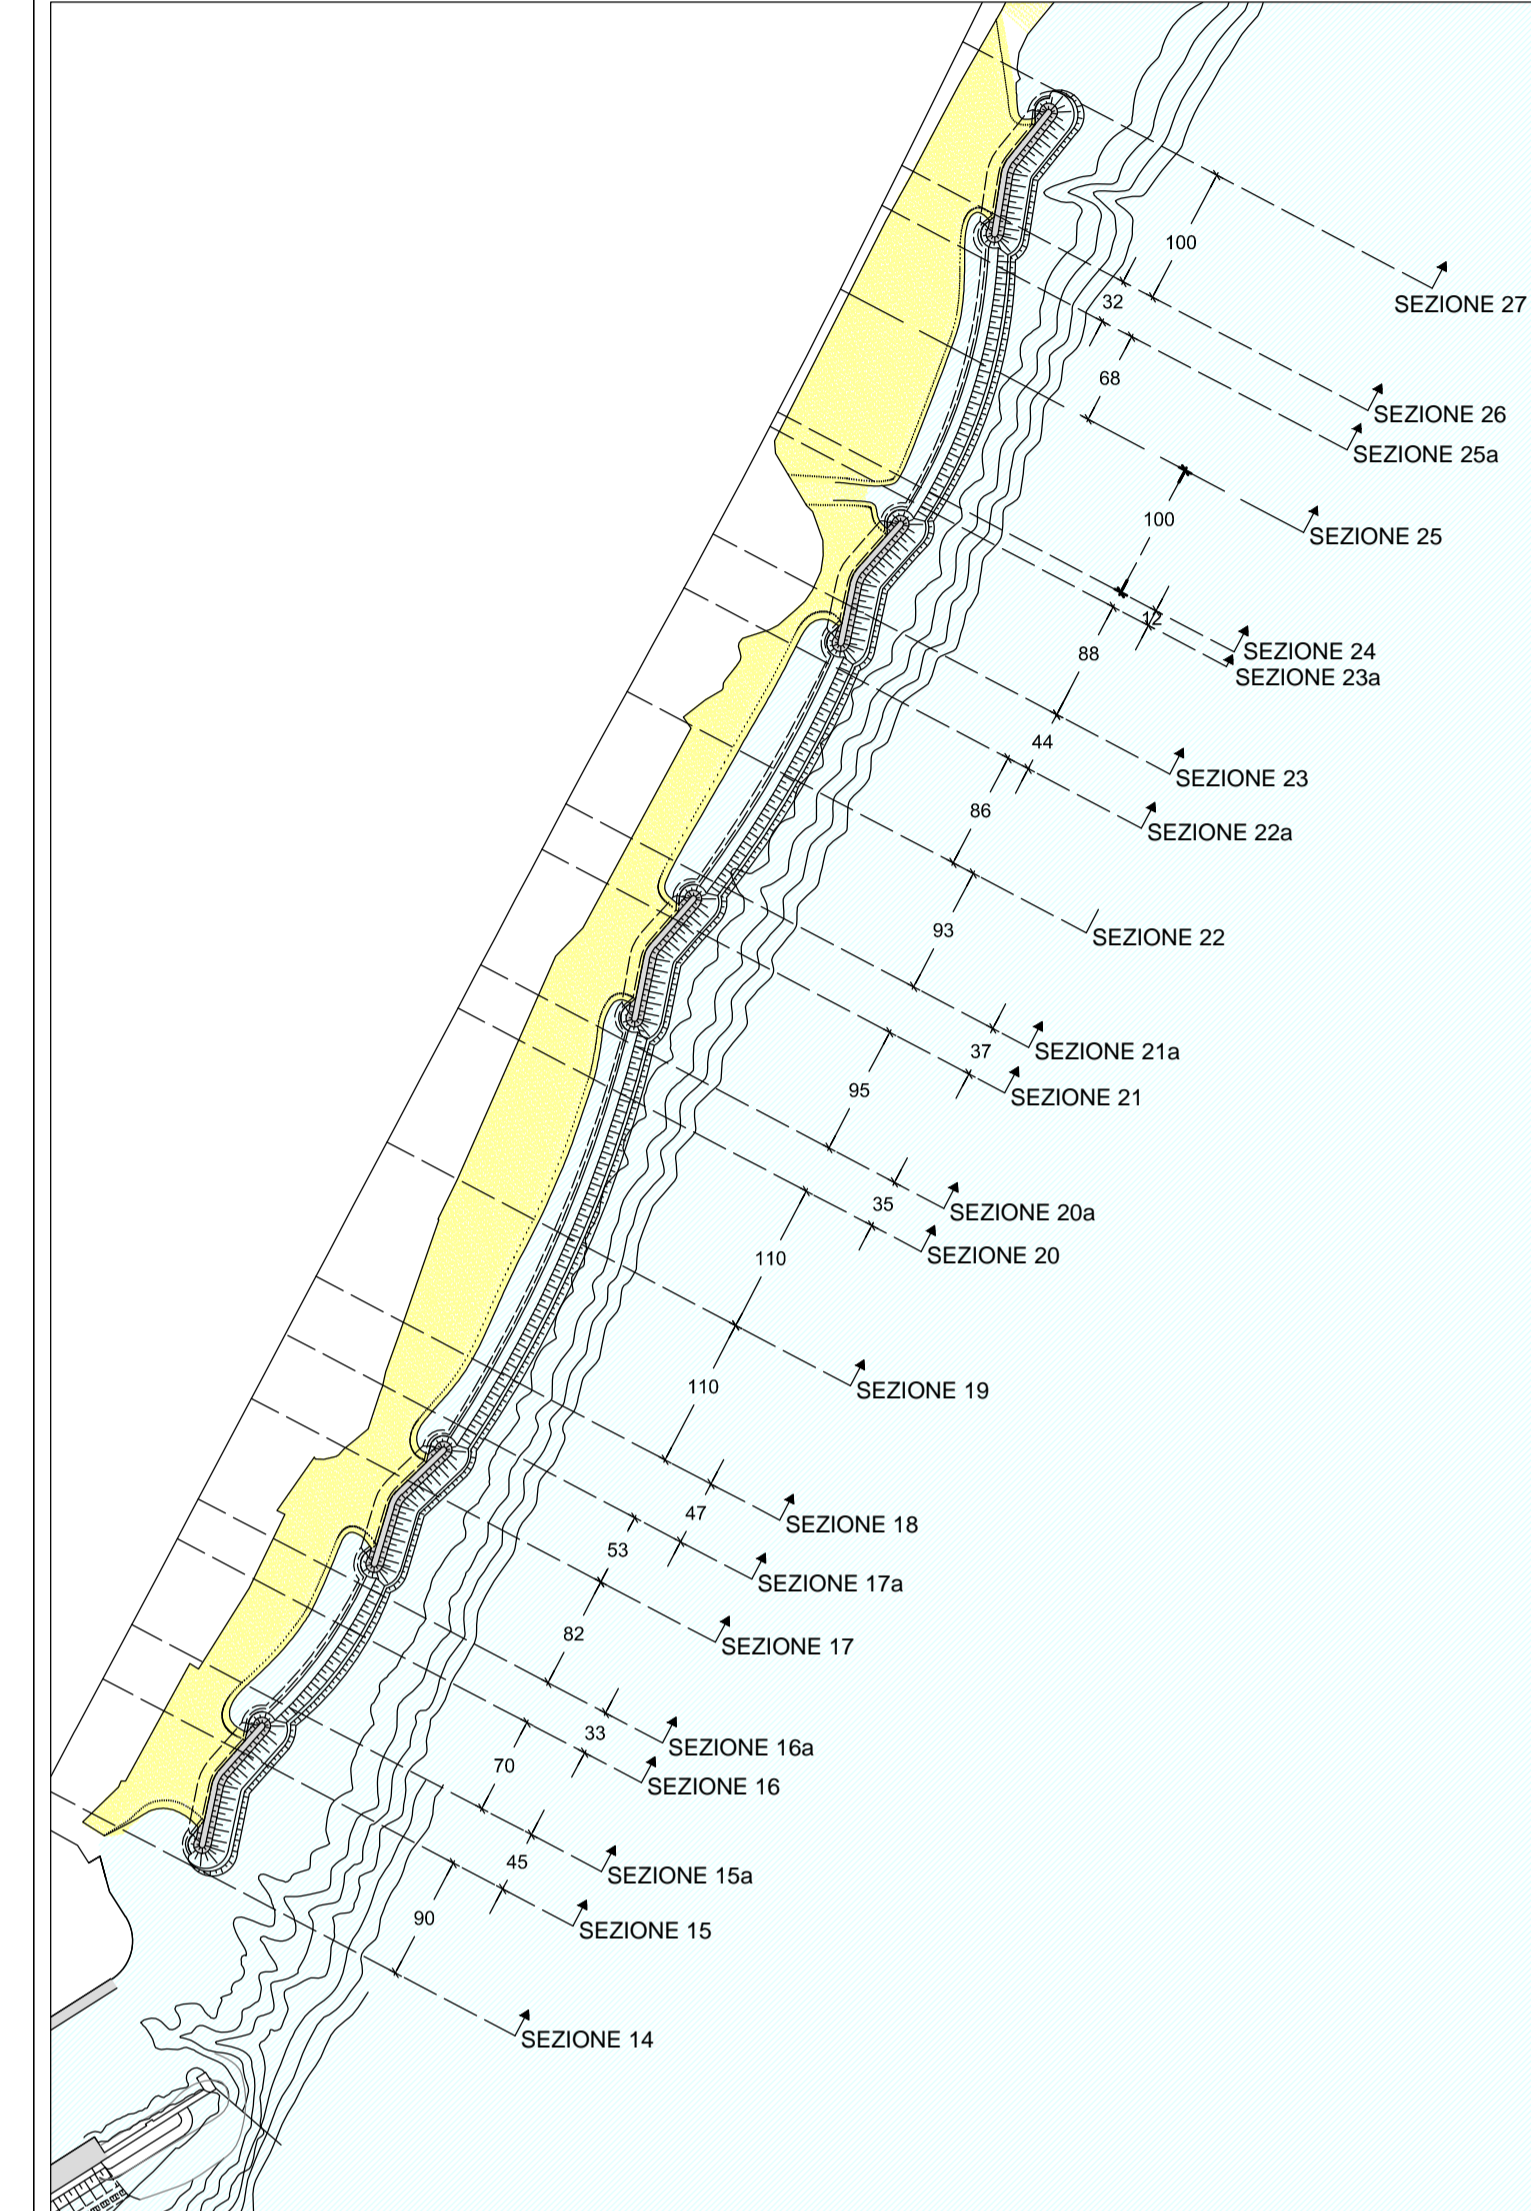 100
SEZIONE 27
32
68
SEZIONE 26
SEZIONE 25a
100
SEZIONE 25
12
88
SEZIONE 24
SEZIONE 23a
44
SEZIONE 23
86
SEZIONE 22a
93
SEZIONE 22
37
SEZIONE 21a
95
SEZIONE 21
35
SEZIONE 20a
110
SEZIONE 20
110
SEZIONE 19
47
SEZIONE 18
53
SEZIONE 17a
82
SEZIONE 17
33
SEZIONE 16a
70
SEZIONE 16
45
SEZIONE 15a
90
SEZIONE 15
SEZIONE 14